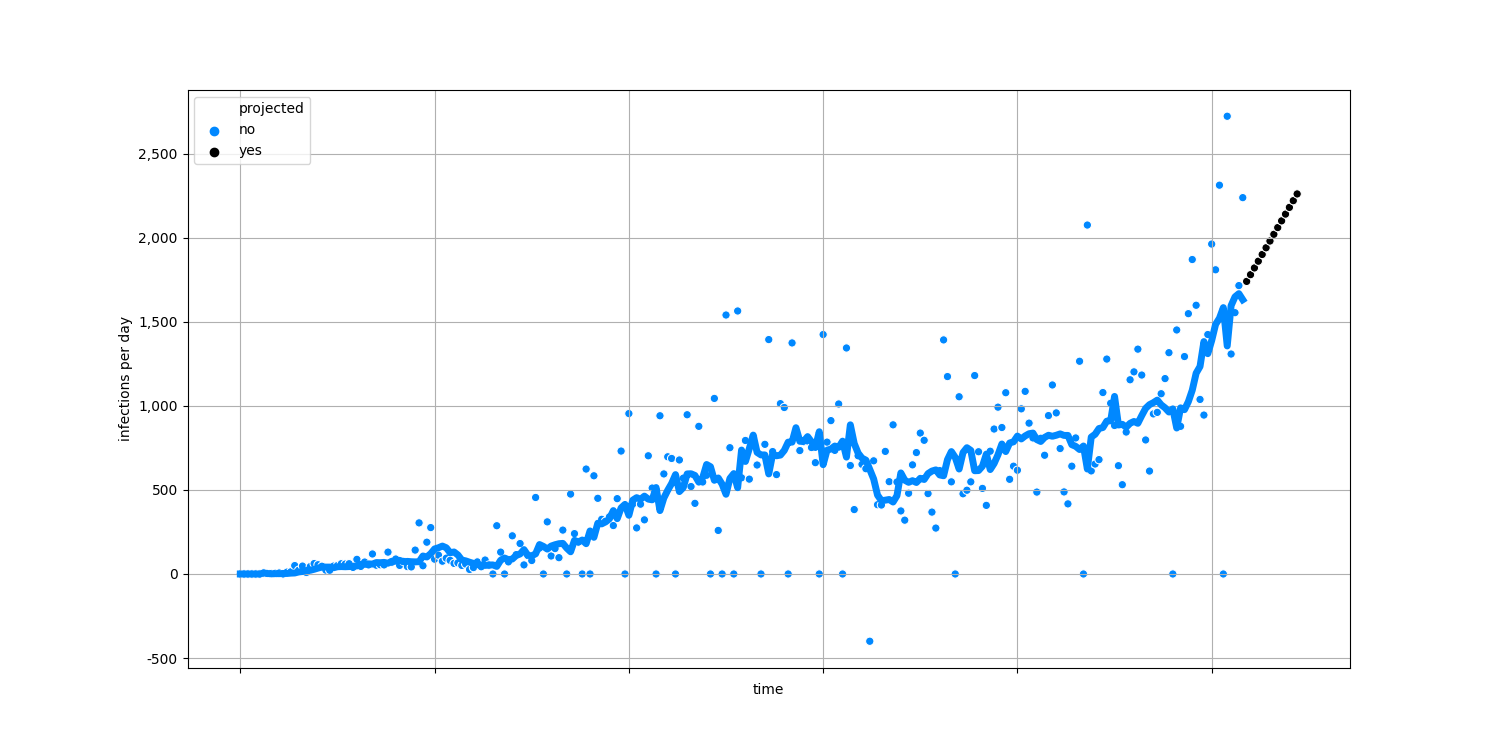 projected
no
yes
2,500
2,000
1,500
1,000
500
0
-500
infections per day
time